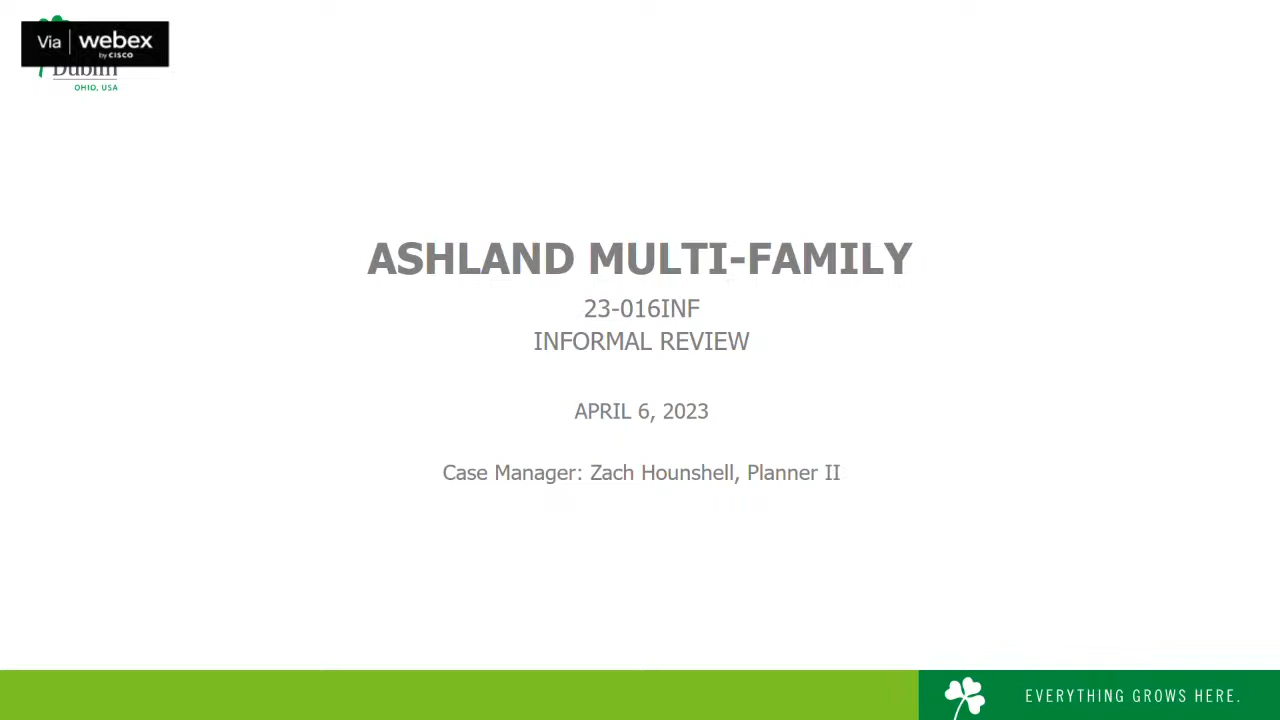 Via webex
by CISCO
Dublin
OHIO, USA
ASHLAND MULTI-FAMILY
23-016INF
INFORMAL REVIEW
APRIL 6, 2023
Case Manager: Zach Hounshell, Planner II
EVERYTHING GROWS HERE.